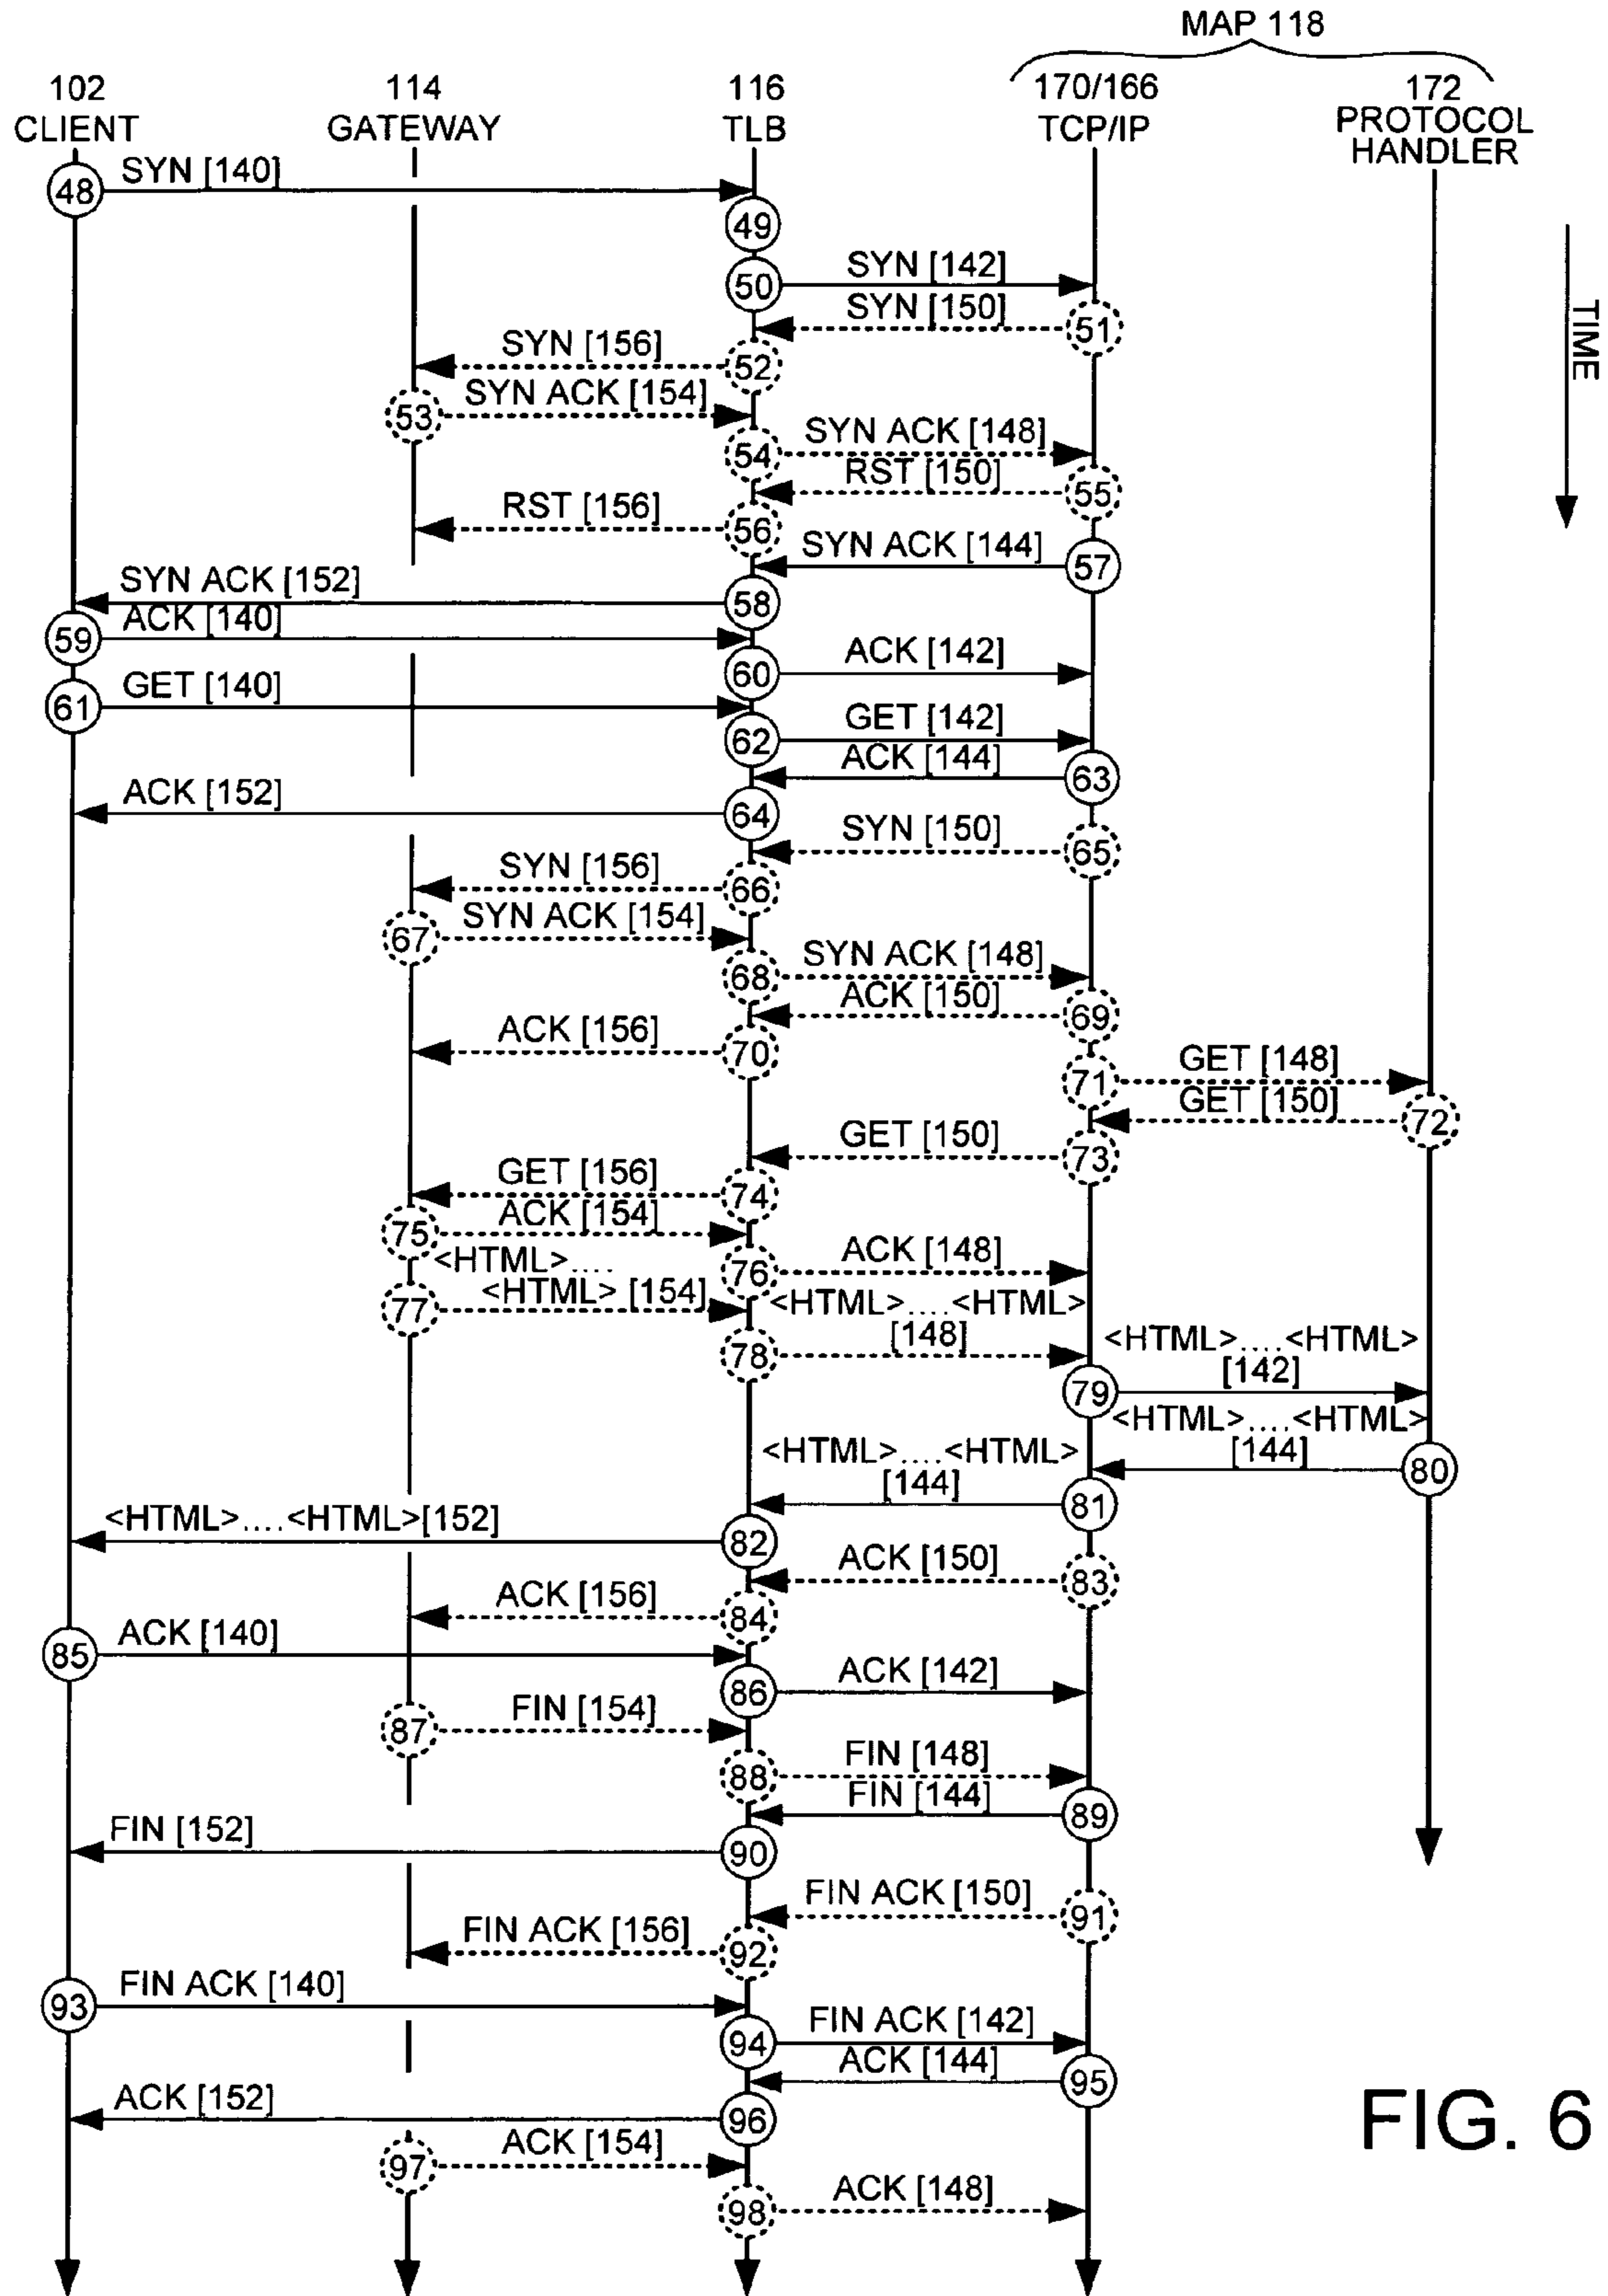 MAP 118
102
CLIENT
114
GATEWAY
116
TLB
170/166
TCP/IP
172
PROTOCOL
HANDLER
TIME
48 SYN [140]
49
50 SYN [142]
SYN [150] 51
SYN [156] 52
53 SYN ACK [154]
54 SYN ACK [148]
RST [150] 55
RST [156] 56
SYN ACK [144] 57
SYN ACK [152] 58
59 ACK [140]
60 ACK [142]
61 GET [140]
62 GET [142]
ACK [144] 63
ACK [152] 64
SYN [150] 65
SYN [156] 66
67 SYN ACK [154]
68 SYN ACK [148]
ACK [150] 69
ACK [156] 70
71 GET [148]
GET [150] 72
GET [150] 73
GET [156] 74
75 ACK [154]
76 ACK [148]
<HTML>....
77 <HTML> [154]
<HTML>....<HTML>
78 [148]
<HTML>....<HTML>
79 [142]
<HTML>....<HTML>
[144] 80
<HTML>....<HTML>
[144] 81
<HTML>....<HTML>[152] 82
ACK [150] 83
ACK [156] 84
85 ACK [140]
86 ACK [142]
87 FIN [154]
88 FIN [148]
FIN [144] 89
FIN [152] 90
FIN ACK [150] 91
FIN ACK [156] 92
93 FIN ACK [140]
94 FIN ACK [142]
ACK [144] 95
ACK [152] 96
97 ACK [154]
98 ACK [148]
FIG. 6